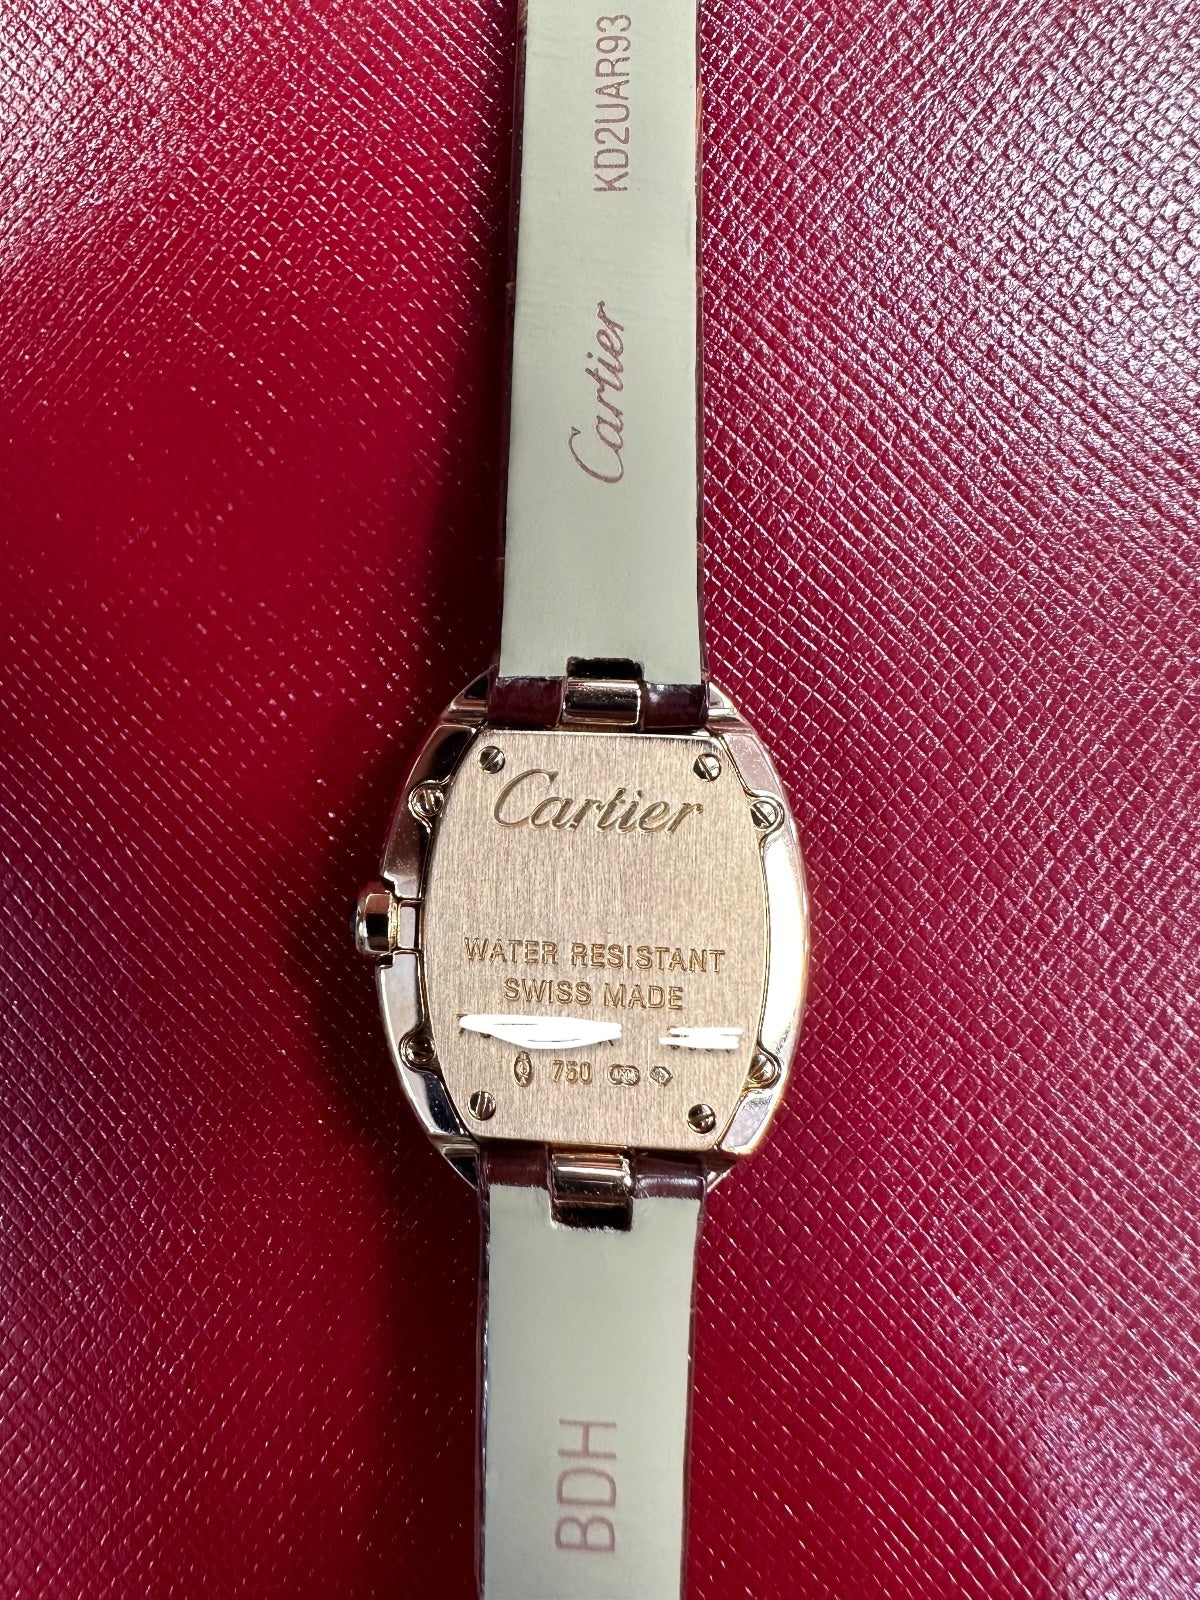 KD2UAR93
Cartier
Cartier
WATER RESISTANT
SWISS MADE
750
BDH